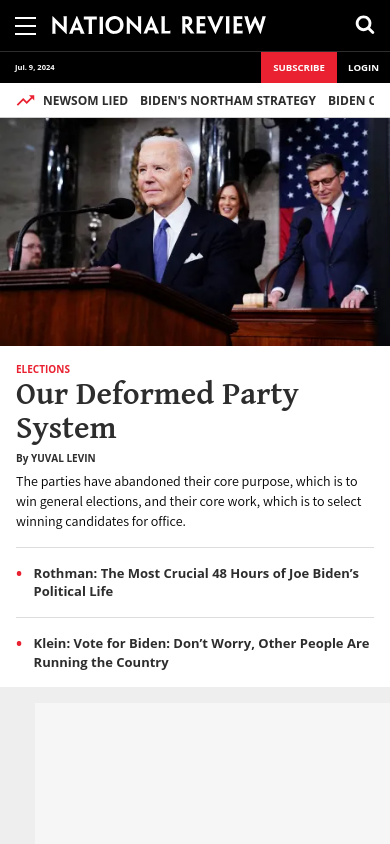 NATIONAL REVIEW
Jul. 9, 2024
SUBSCRIBE
LOGIN
NEWSOM LIED BIDEN'S NORTHAM STRATEGY BIDEN
ELECTIONS
Our Deformed Party
System
By YUVAL LEVIN
The parties have abandoned their core purpose, which is to
win general elections, and their core work, which is to select
winning candidates for office.
Rothman: The Most Crucial 48 Hours of Joe Biden’s
Political Life
Klein: Vote for Biden: Don’t Worry, Other People Are
Running the Country